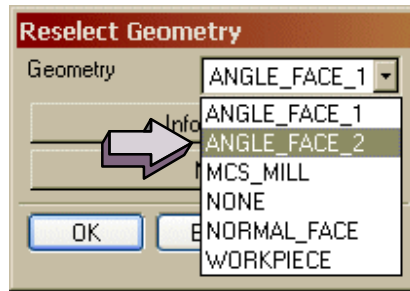 Reselect Geometry
Geometry
ANGLE_FACE_1
ANGLE_FACE_1
ANGLE_FACE_2
MCS_MILL
NONE
NORMAL_FACE
WORKPIECE
OK